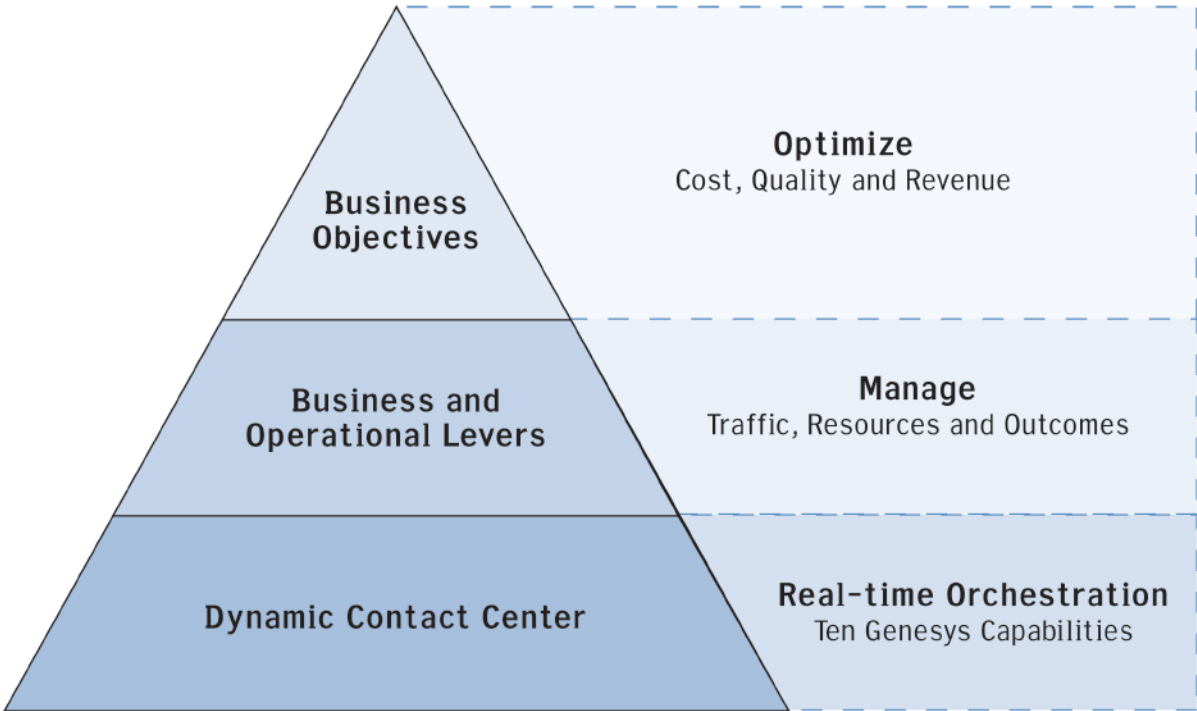 Optimize
Cost, Quality and Revenue
Business
Objectives
Manage
Traffic, Resources and Outcomes
Business and
Operational Levers
Real-time Orchestration
Ten Genesys Capabilities
Dynamic Contact Center